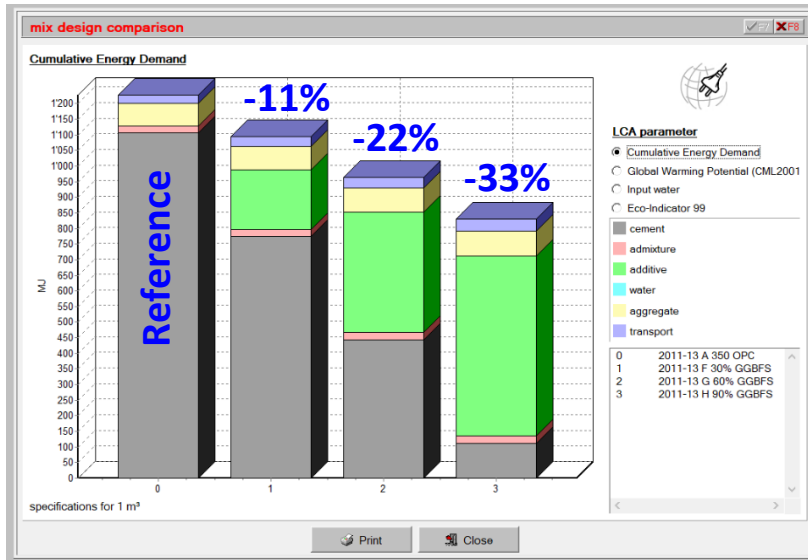 mix design comparison
F7
F8
Cumulative Energy Demand
1'200
1'150
1'100
1'050
1'000
950
900
850
800
750
700
650
600
550
500
450
400
350
300
250
200
150
100
50
0
MJ
Reference
-11%
-22%
-33%
0
1
2
3
specifications for 1 m³
LCA parameter
Cumulative Energy Demand
Global Warming Potential (CML2001
Input water
Eco-Indicator 99
cement
admixture
additive
water
aggregate
transport
0 2011-13 A 350 OPC
1 2011-13 F 30% GGBFS
2 2011-13 G 60% GGBFS
3 2011-13 H 90% GGBFS
Print
Close